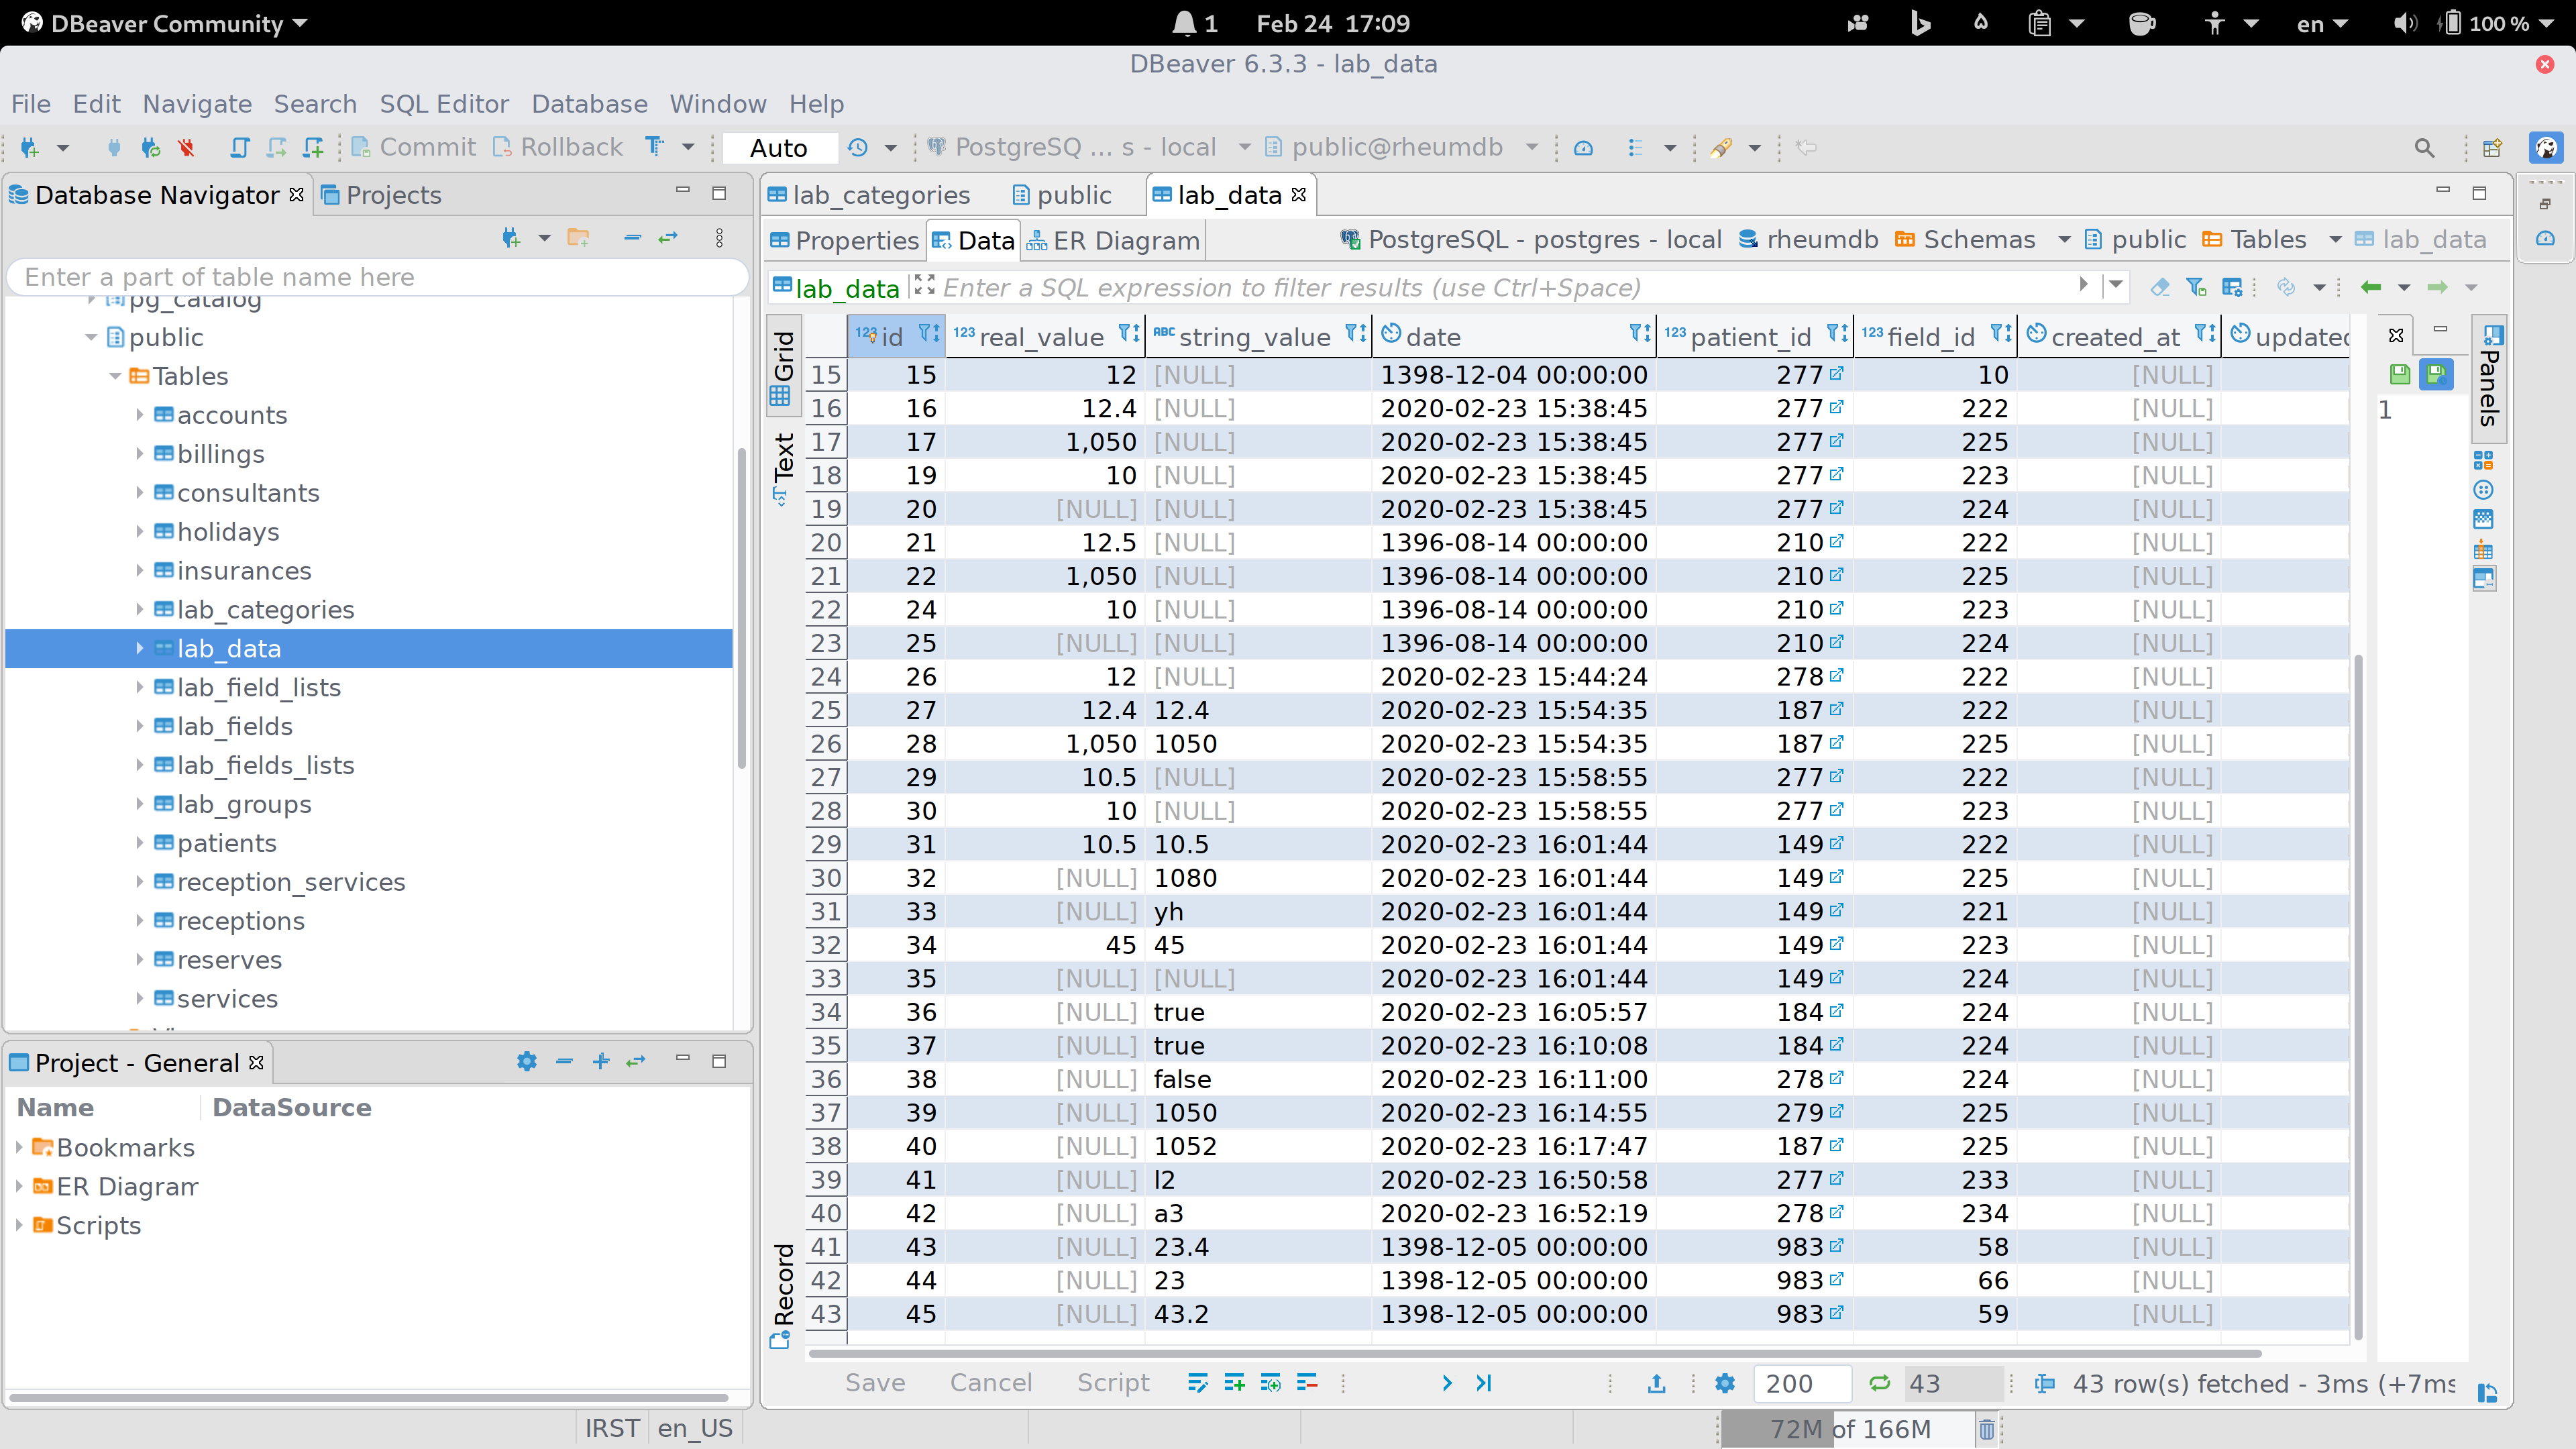 DBeaver Community
1 Feb 24 17:09
en 100 %
DBeaver 6.3.3 - lab_data
File Edit Navigate Search SQL Editor Database Window Help
Commit Rollback Auto PostgreSQ ... s - local public@rheumdb
Database Navigator Projects
Enter a part of table name here
pg_catalog
public
Tables
accounts
billings
consultants
holidays
insurances
lab_categories
lab_data
lab_field_lists
lab_fields
lab_fields_lists
lab_groups
patients
reception_services
receptions
reserves
services
Project - General
Name DataSource
Bookmarks
ER Diagram
Scripts
lab_categories public lab_data
Properties Data ER Diagram PostgreSQL - postgres - local rheumdb Schemas public Tables lab_data
lab_data Enter a SQL expression to filter results (use Ctrl+Space)
Grid
Text
Record
123 id 123 real_value ABC string_value date 123 patient_id 123 field_id created_at updated
15 15 12 [NULL] 1398-12-04 00:00:00 277 10 [NULL]
16 16 12.4 [NULL] 2020-02-23 15:38:45 277 222 [NULL]
17 17 1,050 [NULL] 2020-02-23 15:38:45 277 225 [NULL]
18 19 10 [NULL] 2020-02-23 15:38:45 277 223 [NULL]
19 20 [NULL] [NULL] 2020-02-23 15:38:45 277 224 [NULL]
20 21 12.5 [NULL] 1396-08-14 00:00:00 210 222 [NULL]
21 22 1,050 [NULL] 1396-08-14 00:00:00 210 225 [NULL]
22 24 10 [NULL] 1396-08-14 00:00:00 210 223 [NULL]
23 25 [NULL] [NULL] 1396-08-14 00:00:00 210 224 [NULL]
24 26 12 [NULL] 2020-02-23 15:44:24 278 222 [NULL]
25 27 12.4 12.4 2020-02-23 15:54:35 187 222 [NULL]
26 28 1,050 1050 2020-02-23 15:54:35 187 225 [NULL]
27 29 10.5 [NULL] 2020-02-23 15:58:55 277 222 [NULL]
28 30 10 [NULL] 2020-02-23 15:58:55 277 223 [NULL]
29 31 10.5 10.5 2020-02-23 16:01:44 149 222 [NULL]
30 32 [NULL] 1080 2020-02-23 16:01:44 149 225 [NULL]
31 33 [NULL] yh 2020-02-23 16:01:44 149 221 [NULL]
32 34 45 45 2020-02-23 16:01:44 149 223 [NULL]
33 35 [NULL] [NULL] 2020-02-23 16:01:44 149 224 [NULL]
34 36 [NULL] true 2020-02-23 16:05:57 184 224 [NULL]
35 37 [NULL] true 2020-02-23 16:10:08 184 224 [NULL]
36 38 [NULL] false 2020-02-23 16:11:00 278 224 [NULL]
37 39 [NULL] 1050 2020-02-23 16:14:55 279 225 [NULL]
38 40 [NULL] 1052 2020-02-23 16:17:47 187 225 [NULL]
39 41 [NULL] l2 2020-02-23 16:50:58 277 233 [NULL]
40 42 [NULL] a3 2020-02-23 16:52:19 278 234 [NULL]
41 43 [NULL] 23.4 1398-12-05 00:00:00 983 58 [NULL]
42 44 [NULL] 23 1398-12-05 00:00:00 983 66 [NULL]
43 45 [NULL] 43.2 1398-12-05 00:00:00 983 59 [NULL]
1
Panels
Save Cancel Script 200 43 43 row(s) fetched - 3ms (+7ms
IRST en_US 72M of 166M